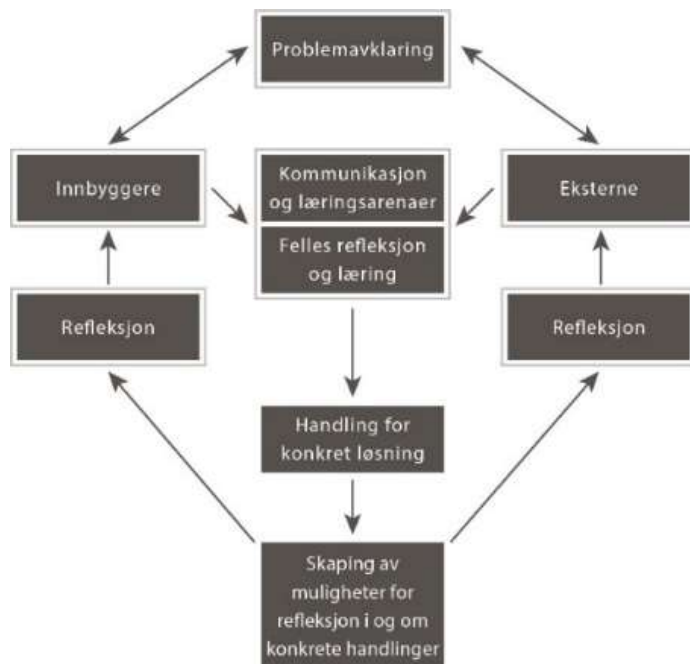 Problemavklaring
Innbyggere
Kommunikasjon
og læringsarenaer
Eksterne
Felles refleksjon
og læring
Refleksjon
Refleksjon
Handling for
konkret løsning
Skaping av
muligheter for
refleksjon i og om
konkrete handlinger